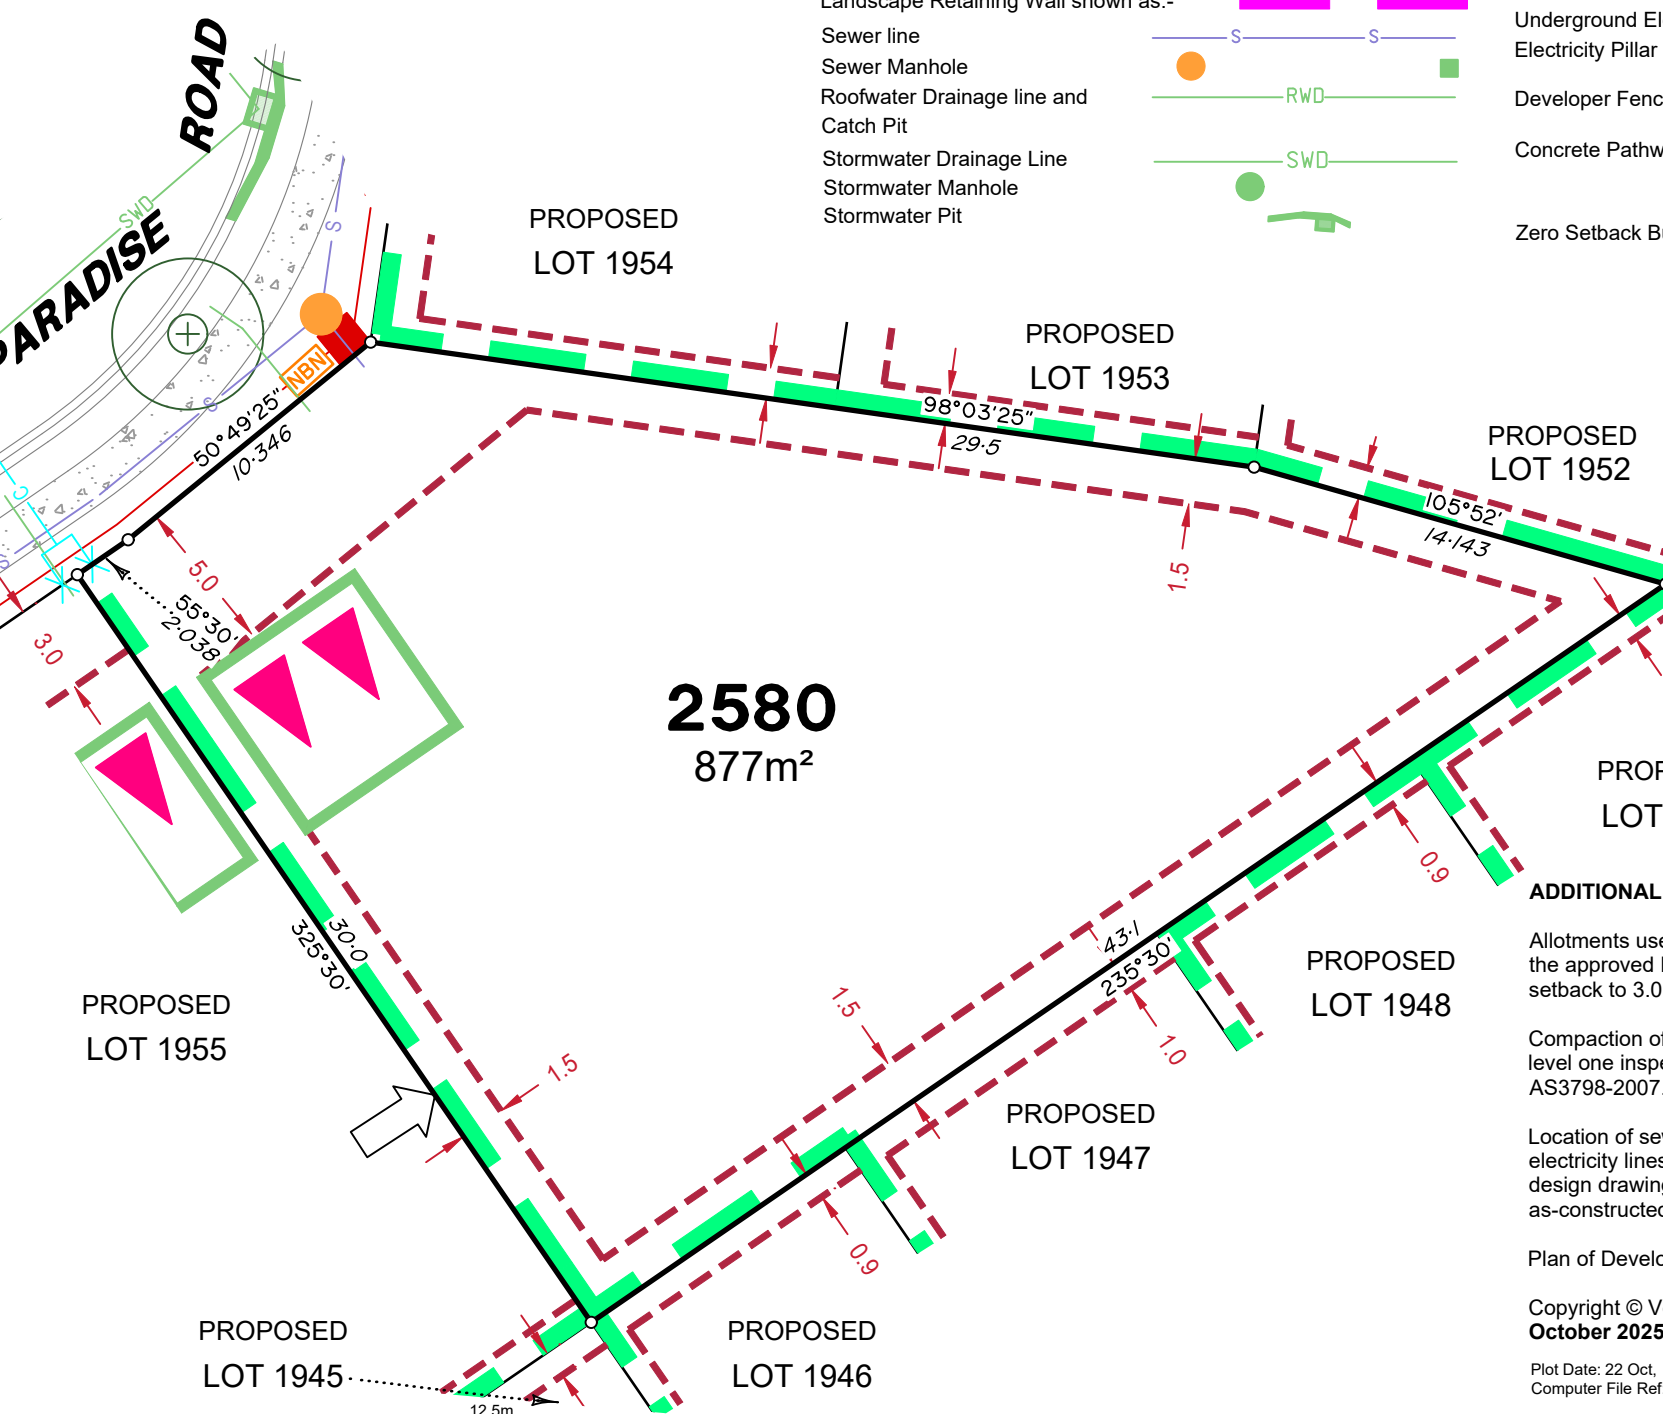 Landscape Retaining Wall shown as:-
Sewer line
S S
Sewer Manhole
Roofwater Drainage line and
Catch Pit
RWD
Stormwater Drainage Line
SWD
Stormwater Manhole
Stormwater Pit
Underground El
Electricity Pillar
Developer Fenc
Concrete Pathw
Zero Setback Bu
PARADISE
ROAD
SWD
S
S
S
C
NBN
PROPOSED
LOT 1954
PROPOSED
LOT 1953
PROPOSED
LOT 1952
50°49'25"
10·346
98°03'25"
29·5
105°52'
14·143
1.5
5.0
55°30'
2·038
3.0
2580
877m²
PROP
LOT
0.9
30·0
325°30'
43·1
235°30'
PROPOSED
LOT 1948
1.0
1.5
1.5
PROPOSED
LOT 1955
PROPOSED
LOT 1947
0.9
PROPOSED
LOT 1945
PROPOSED
LOT 1946
12.5m
ADDITIONAL
Allotments use
the approved
setback to 3.0
Compaction of
level one inspe
AS3798-2007.
Location of sew
electricity lines
design drawing
as-constructed
Plan of Develo
Copyright © V
October 2025
Plot Date: 22 Oct,
Computer File Ref